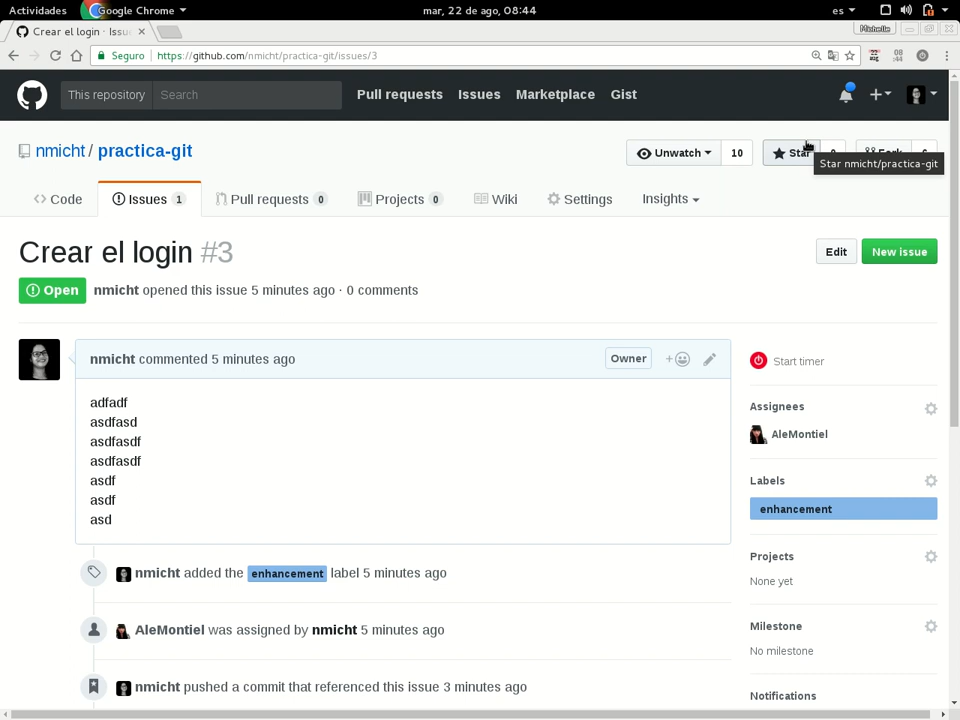 Actividades Google Chrome mar, 22 de ago, 08:44 es
Crear el login · Issu Michelle
Seguro https://github.com/nmicht/practica-git/issues/3
This repository Search Pull requests Issues Marketplace Gist
nmicht / practica-git Unwatch 10 Star Fork
Star nmicht/practica-git
Code Issues 1 Pull requests 0 Projects 0 Wiki Settings Insights
Crear el login #3 Edit New issue
Open nmicht opened this issue 5 minutes ago · 0 comments
nmicht commented 5 minutes ago Owner
adfadf
asdfasd
asdfasdf
asdfasdf
asdf
asdf
asd
Start timer
Assignees
AleMontiel
Labels
enhancement
Projects
None yet
Milestone
No milestone
Notifications
nmicht added the enhancement label 5 minutes ago
AleMontiel was assigned by nmicht 5 minutes ago
nmicht pushed a commit that referenced this issue 3 minutes ago